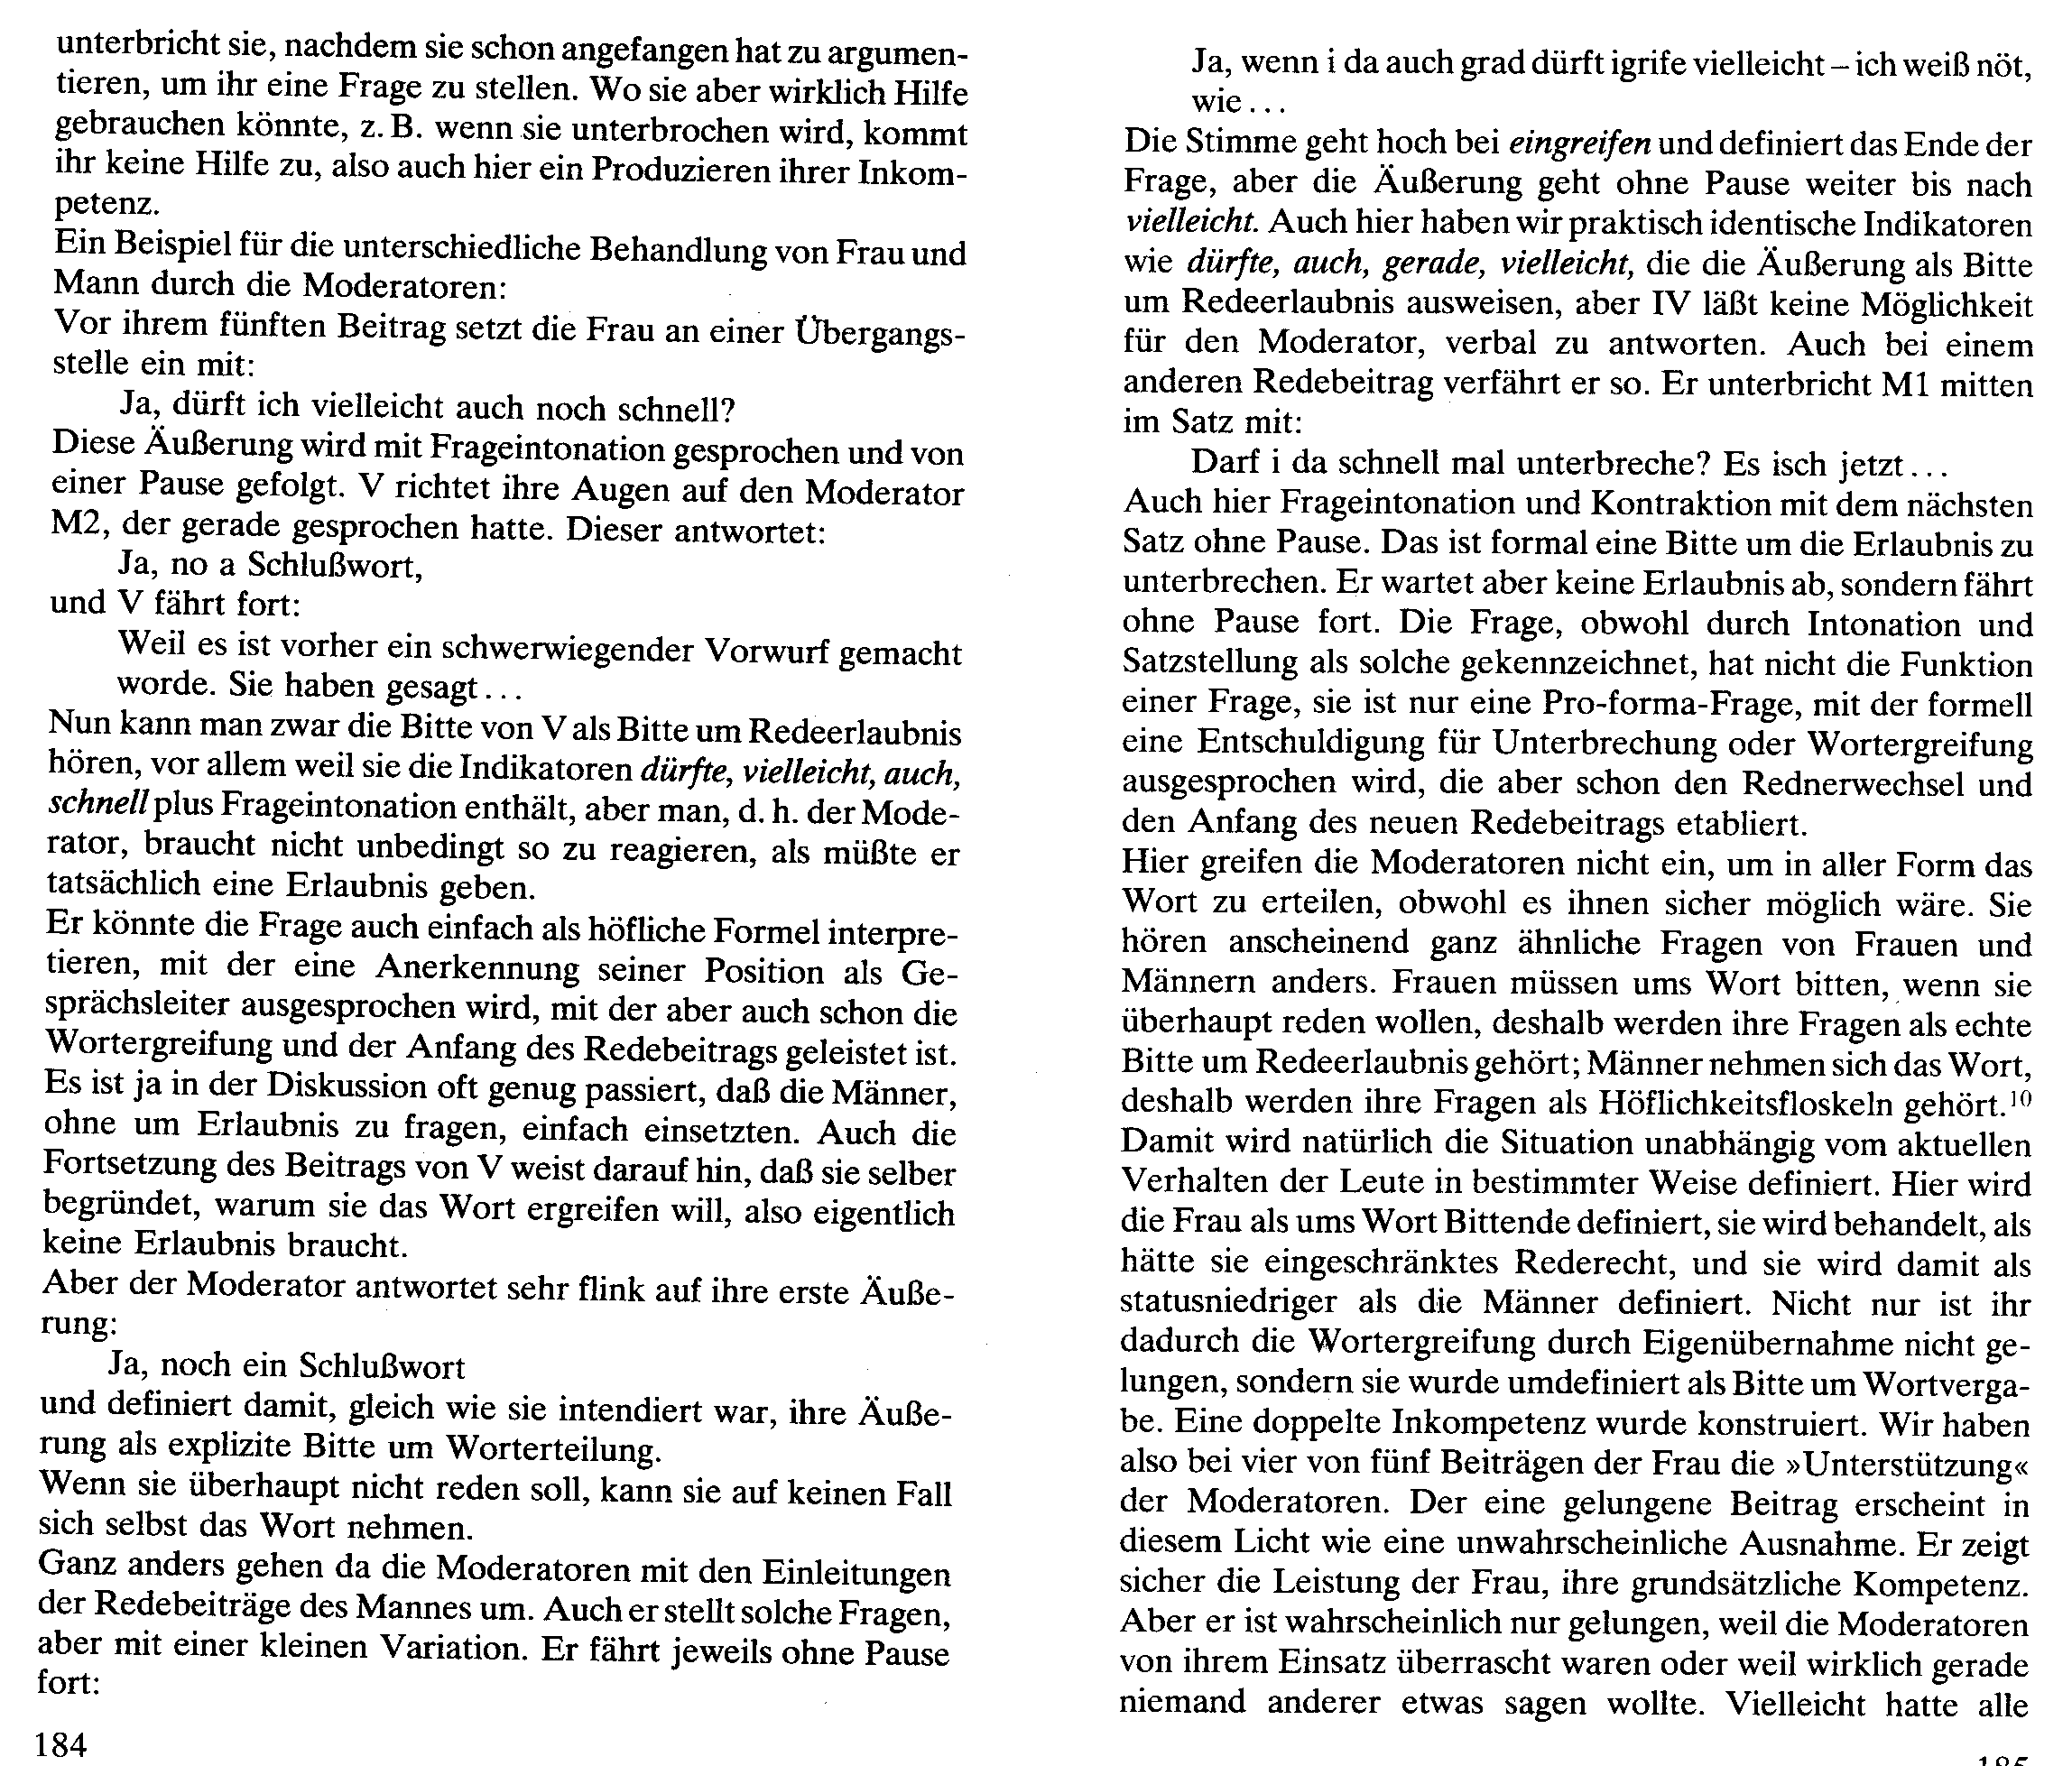 unterbricht sie, nachdem sie schon angefangen hat zu argumen-
tieren, um ihr eine Frage zu stellen. Wo sie aber wirklich Hilfe
gebrauchen könnte, z. B. wenn sie unterbrochen wird, kommt
ihr keine Hilfe zu, also auch hier ein Produzieren ihrer Inkom-
petenz.
Ein Beispiel für die unterschiedliche Behandlung von Frau und
Mann durch die Moderatoren:
Vor ihrem fünften Beitrag setzt die Frau an einer Übergangs-
stelle ein mit:
Ja, dürft ich vielleicht auch noch schnell?
Diese Äußerung wird mit Frageintonation gesprochen und von
einer Pause gefolgt. V richtet ihre Augen auf den Moderator
M2, der gerade gesprochen hatte. Dieser antwortet:
Ja, no a Schlußwort,
und V fährt fort:
Weil es ist vorher ein schwerwiegender Vorwurf gemacht
worde. Sie haben gesagt . . .
Nun kann man zwar die Bitte von V als Bitte um Redeerlaubnis
hören, vor allem weil sie die Indikatoren dürfte, vielleicht, auch,
schnell plus Frageintonation enthält, aber man, d. h. der Mode-
rator, braucht nicht unbedingt so zu reagieren, als müßte er
tatsächlich eine Erlaubnis geben.
Er könnte die Frage auch einfach als höfliche Formel interpre-
tieren, mit der eine Anerkennung seiner Position als Ge-
sprächsleiter ausgesprochen wird, mit der aber auch schon die
Wortergreifung und der Anfang des Redebeitrags geleistet ist.
Es ist ja in der Diskussion oft genug passiert, daß die Männer,
ohne um Erlaubnis zu fragen, einfach einsetzten. Auch die
Fortsetzung des Beitrags von V weist darauf hin, daß sie selber
begründet, warum sie das Wort ergreifen will, also eigentlich
keine Erlaubnis braucht.
Aber der Moderator antwortet sehr flink auf ihre erste Äuße-
rung:
Ja, noch ein Schlußwort
und definiert damit, gleich wie sie intendiert war, ihre Äuße-
rung als explizite Bitte um Worterteilung.
Wenn sie überhaupt nicht reden soll, kann sie auf keinen Fall
sich selbst das Wort nehmen.
Ganz anders gehen da die Moderatoren mit den Einleitungen
der Redebeiträge des Mannes um. Auch er stellt solche Fragen,
aber mit einer kleinen Variation. Er fährt jeweils ohne Pause
fort:
184
Ja, wenn i da auch grad dürft igrife vielleicht – ich weiß nöt,
wie . . .
Die Stimme geht hoch bei eingreifen und definiert das Ende der
Frage, aber die Äußerung geht ohne Pause weiter bis nach
vielleicht. Auch hier haben wir praktisch identische Indikatoren
wie dürfte, auch, gerade, vielleicht, die die Äußerung als Bitte
um Redeerlaubnis ausweisen, aber IV läßt keine Möglichkeit
für den Moderator, verbal zu antworten. Auch bei einem
anderen Redebeitrag verfährt er so. Er unterbricht M1 mitten
im Satz mit:
Darf i da schnell mal unterbreche? Es isch jetzt . . .
Auch hier Frageintonation und Kontraktion mit dem nächsten
Satz ohne Pause. Das ist formal eine Bitte um die Erlaubnis zu
unterbrechen. Er wartet aber keine Erlaubnis ab, sondern fährt
ohne Pause fort. Die Frage, obwohl durch Intonation und
Satzstellung als solche gekennzeichnet, hat nicht die Funktion
einer Frage, sie ist nur eine Pro-forma-Frage, mit der formell
eine Entschuldigung für Unterbrechung oder Wortergreifung
ausgesprochen wird, die aber schon den Rednerwechsel und
den Anfang des neuen Redebeitrags etabliert.
Hier greifen die Moderatoren nicht ein, um in aller Form das
Wort zu erteilen, obwohl es ihnen sicher möglich wäre. Sie
hören anscheinend ganz ähnliche Fragen von Frauen und
Männern anders. Frauen müssen ums Wort bitten, wenn sie
überhaupt reden wollen, deshalb werden ihre Fragen als echte
Bitte um Redeerlaubnis gehört; Männer nehmen sich das Wort,
deshalb werden ihre Fragen als Höflichkeitsfloskeln gehört.¹⁰
Damit wird natürlich die Situation unabhängig vom aktuellen
Verhalten der Leute in bestimmter Weise definiert. Hier wird
die Frau als ums Wort Bittende definiert, sie wird behandelt, als
hätte sie eingeschränktes Rederecht, und sie wird damit als
statusniedriger als die Männer definiert. Nicht nur ist ihr
dadurch die Wortergreifung durch Eigenübernahme nicht ge-
lungen, sondern sie wurde umdefiniert als Bitte um Wortverga-
be. Eine doppelte Inkompetenz wurde konstruiert. Wir haben
also bei vier von fünf Beiträgen der Frau die »Unterstützung«
der Moderatoren. Der eine gelungene Beitrag erscheint in
diesem Licht wie eine unwahrscheinliche Ausnahme. Er zeigt
sicher die Leistung der Frau, ihre grundsätzliche Kompetenz.
Aber er ist wahrscheinlich nur gelungen, weil die Moderatoren
von ihrem Einsatz überrascht waren oder weil wirklich gerade
niemand anderer etwas sagen wollte. Vielleicht hatte alle